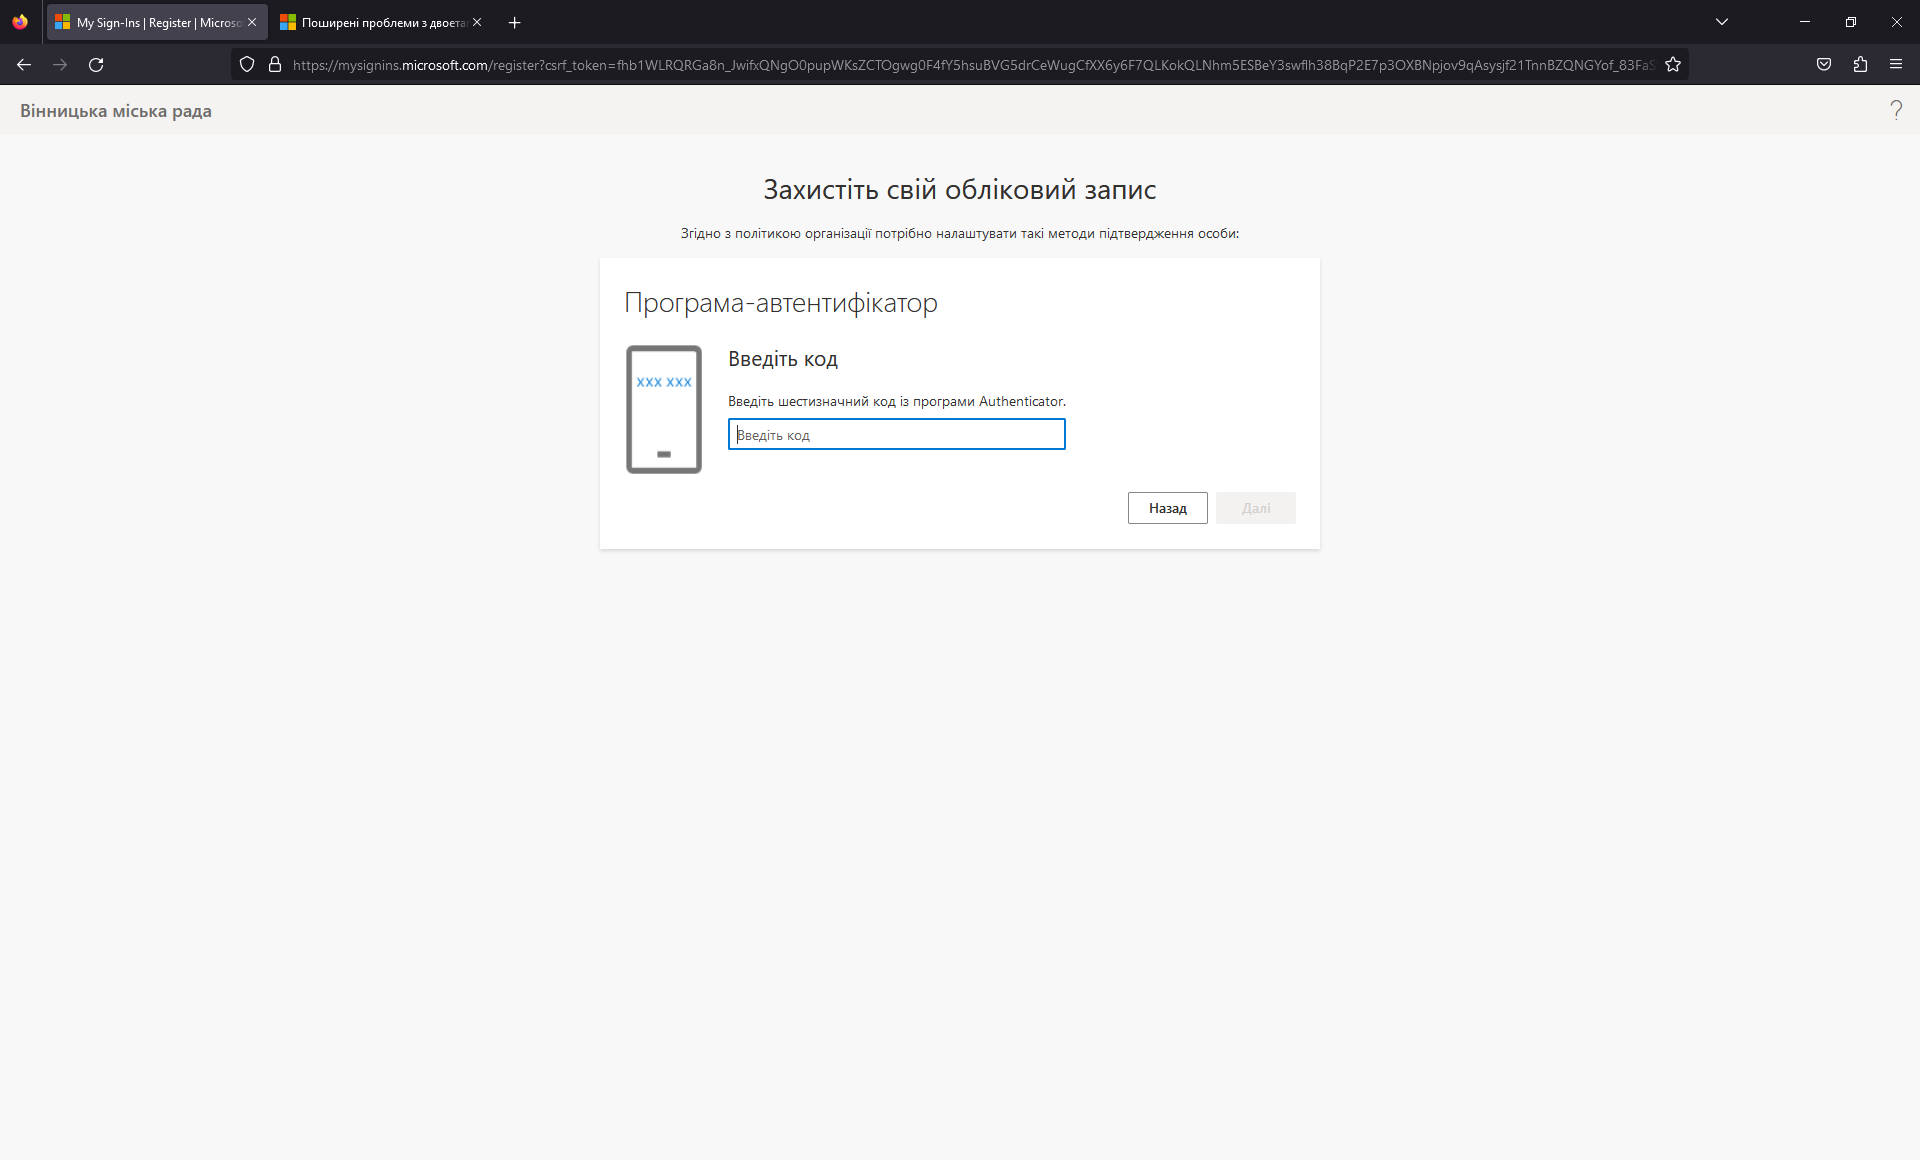 My Sign-Ins | Register | Microso
Поширені проблеми з двоета
https://mysignins.microsoft.com/register?csrf_token=fhb1WLRQRGa8n_JwifxQNgO0pupWKsZCTOgwg0F4fY5hsuBVG5drCeWugCfXX6y6F7QLKokQLNhm5ESBeY3swflh38BqP2E7p3OXBNpjov9qAsysjf21TnnBZQNGYof_83FaS
Вінницька міська рада
?
Захистіть свій обліковий запис
Згідно з політикою організації потрібно налаштувати такі методи підтвердження особи:
Програма-автентифікатор
xxx xxx
Введіть код
Введіть шестизначний код із програми Authenticator.
Введіть код
Назад
Далі